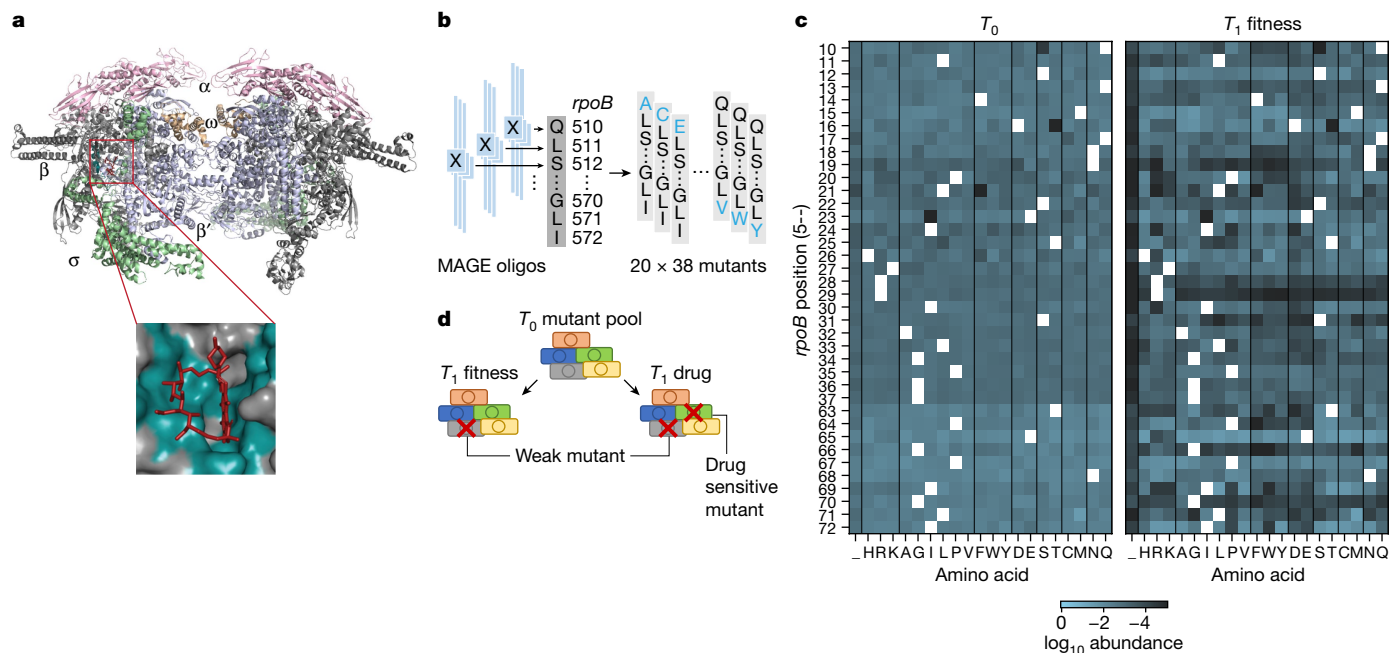 a
α
ω
β
β′
σ
b
rpoB
X
X
X
Q 510
L 511
S 512
G 570
L 571
I 572
A
L
S
G
L
I
C
L
S
G
L
I
E
L
S
G
L
I
...
Q
L
S
G
L
V
Q
L
S
G
L
W
Q
L
S
G
L
Y
MAGE oligos
20 × 38 mutants
d
T0 mutant pool
T1 fitness
T1 drug
Weak mutant
Drug
sensitive
mutant
c
T0
T1 fitness
rpoB position (5--)
10
12
13
14
15
16
17
18
19
20
21
23
24
25
26
27
28
29
30
31
32
33
34
35
36
37
63
64
65
66
67
68
69
70
71
72
_ H R K A G I L P V F W Y D E S T C M N Q
_ H R K A G I L P V F W Y D E S T C M N Q
Amino acid
Amino acid
0 −2 −4
log10 abundance